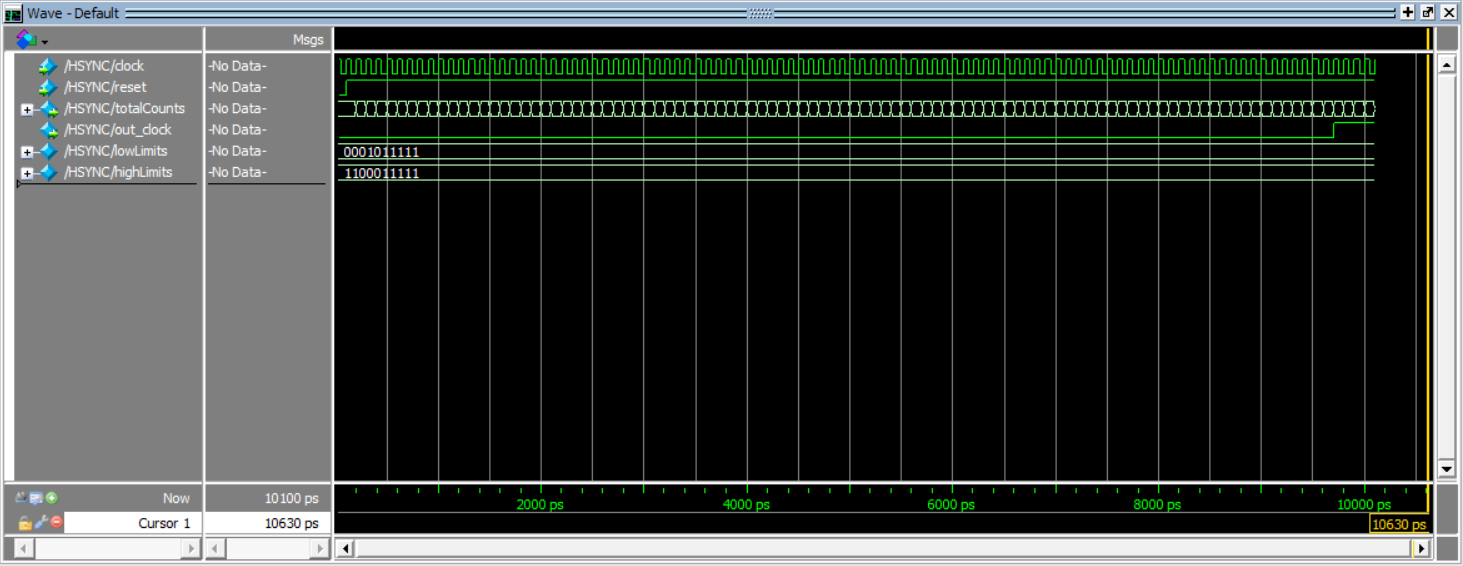 Wave - Default
Msgs
/HSYNC/clock -No Data-
/HSYNC/reset -No Data-
/HSYNC/totalCounts -No Data-
/HSYNC/out_clock -No Data-
/HSYNC/lowLimits -No Data- 0001011111
/HSYNC/highLimits -No Data- 1100011111
Now 10100 ps 2000 ps 4000 ps 6000 ps 8000 ps 10000 ps
Cursor 1 10630 ps 10630 ps